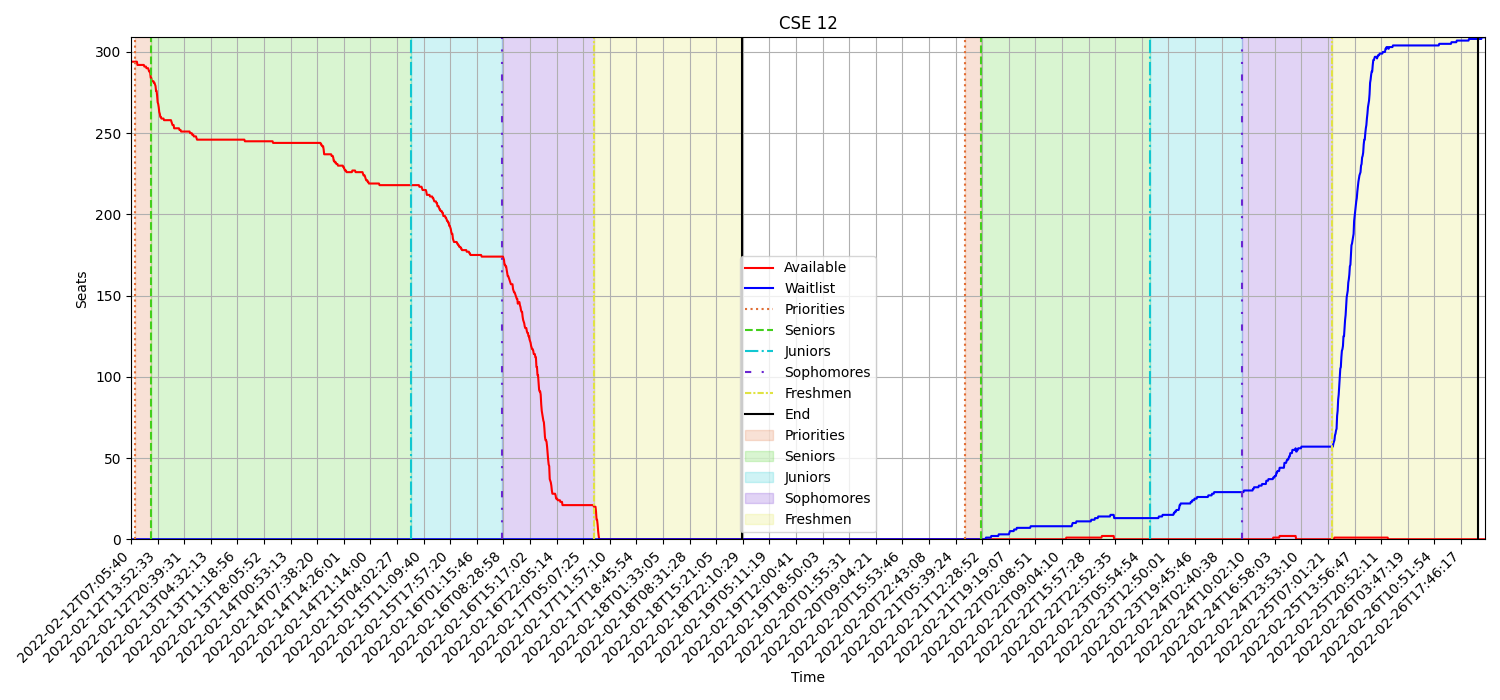 CSE 12
Seats
300
250
200
150
100
50
0
Available
Waitlist
Priorities
Seniors
Juniors
Sophomores
Freshmen
End
Priorities
Seniors
Juniors
Sophomores
Freshmen
2022-02-12T07:05:40
2022-02-12T13:52:33
2022-02-12T20:39:31
2022-02-13T04:32:13
2022-02-13T11:18:56
2022-02-13T18:05:52
2022-02-14T00:53:13
2022-02-14T07:38:20
2022-02-14T14:26:01
2022-02-14T21:14:00
2022-02-15T04:02:27
2022-02-15T11:09:40
2022-02-15T17:57:20
2022-02-16T01:15:46
2022-02-16T08:28:58
2022-02-16T15:17:02
2022-02-16T22:05:14
2022-02-17T05:07:25
2022-02-17T11:57:10
2022-02-17T18:45:54
2022-02-18T01:33:05
2022-02-18T08:31:28
2022-02-18T15:21:05
2022-02-18T22:10:29
2022-02-19T05:11:19
2022-02-19T12:00:41
2022-02-19T18:50:03
2022-02-20T01:55:31
2022-02-20T09:04:21
2022-02-20T15:53:46
2022-02-20T22:43:08
2022-02-21T05:39:24
2022-02-21T12:28:52
2022-02-21T19:19:07
2022-02-22T02:08:51
2022-02-22T09:04:10
2022-02-22T15:57:28
2022-02-22T22:52:35
2022-02-23T05:54:54
2022-02-23T12:50:01
2022-02-23T19:45:46
2022-02-24T02:40:38
2022-02-24T10:02:10
2022-02-24T16:58:03
2022-02-24T23:53:10
2022-02-25T07:01:21
2022-02-25T13:56:47
2022-02-25T20:52:11
2022-02-26T03:47:19
2022-02-26T10:51:54
2022-02-26T17:46:17
Time